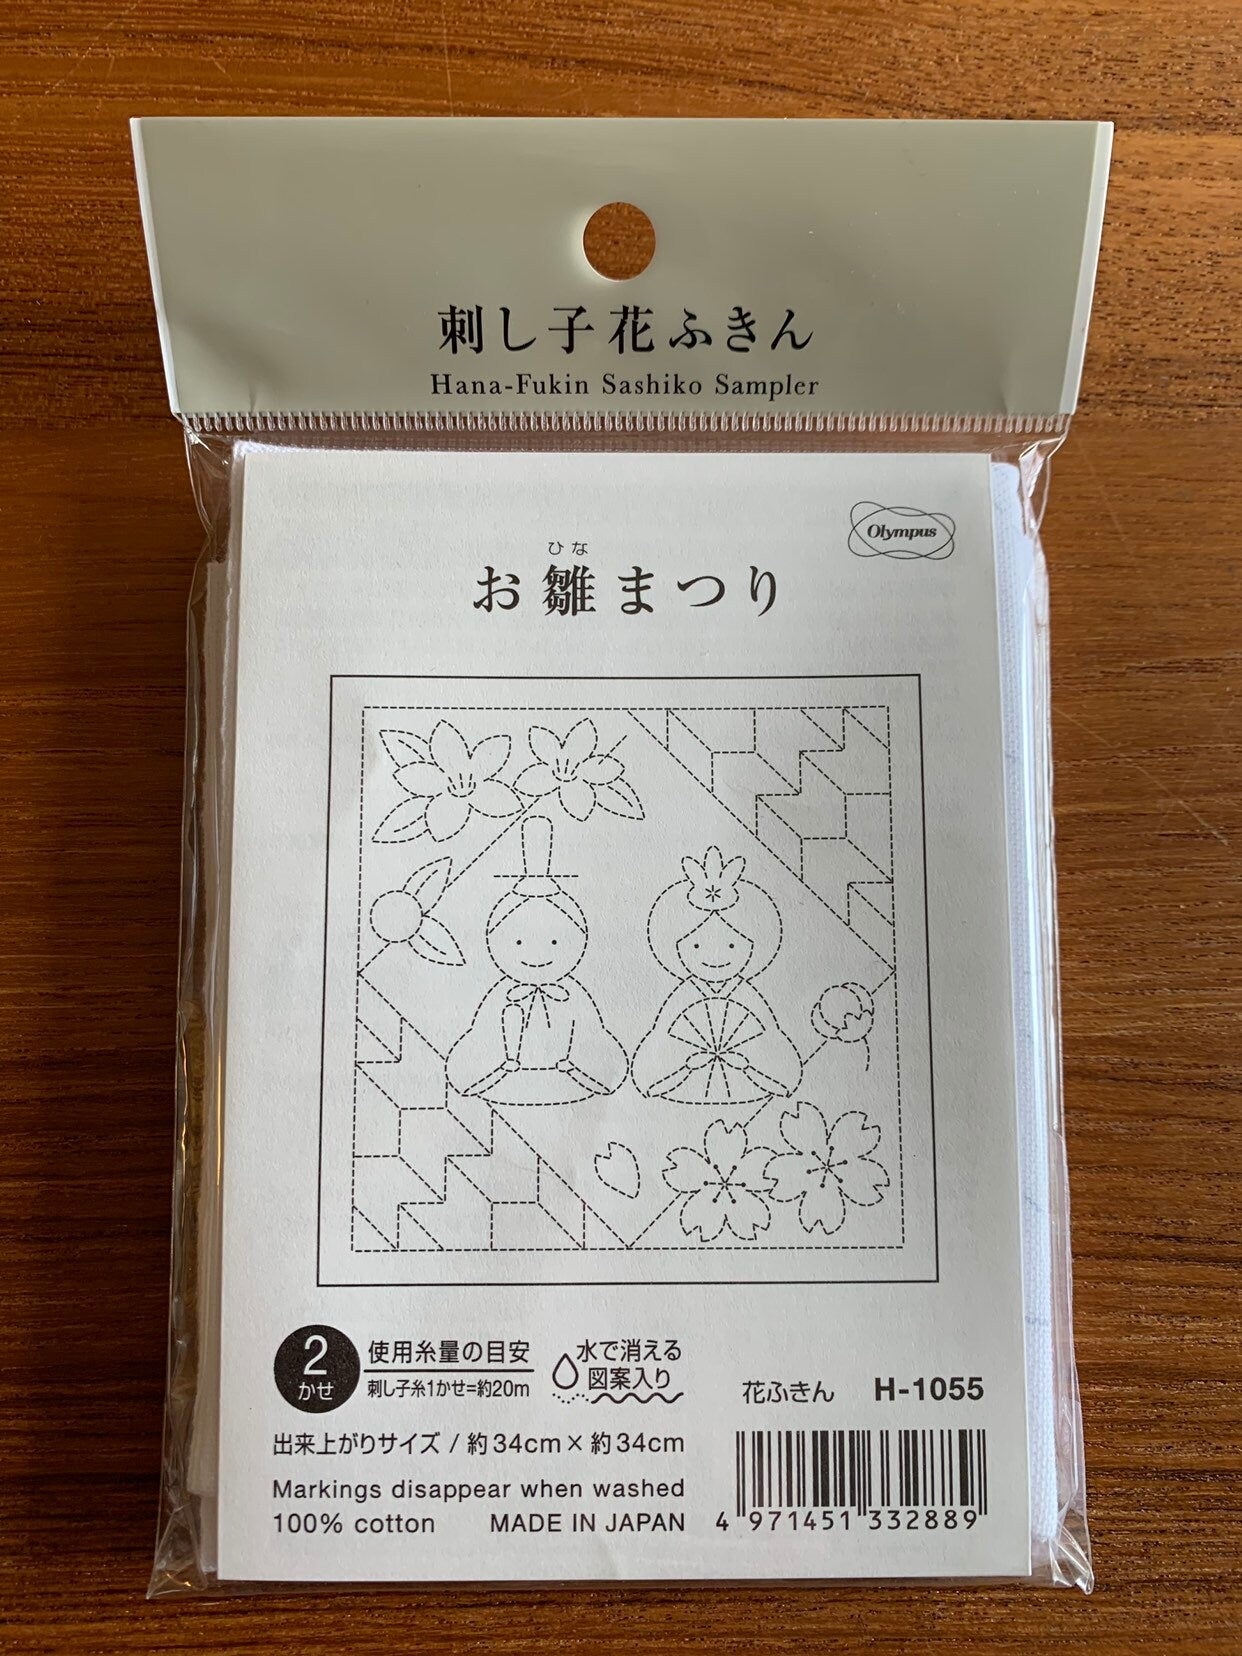 刺し子花ふきん
Hana-Fukin Sashiko Sampler
Olympus
ひな
お雛まつり
2
かせ
使用糸量の目安
刺し子糸1かせ=約20m
水で消える
図案入り
花ふきん H-1055
出来上がりサイズ / 約34cm×約34cm
Markings disappear when washed
100% cotton MADE IN JAPAN
4 971451 332889